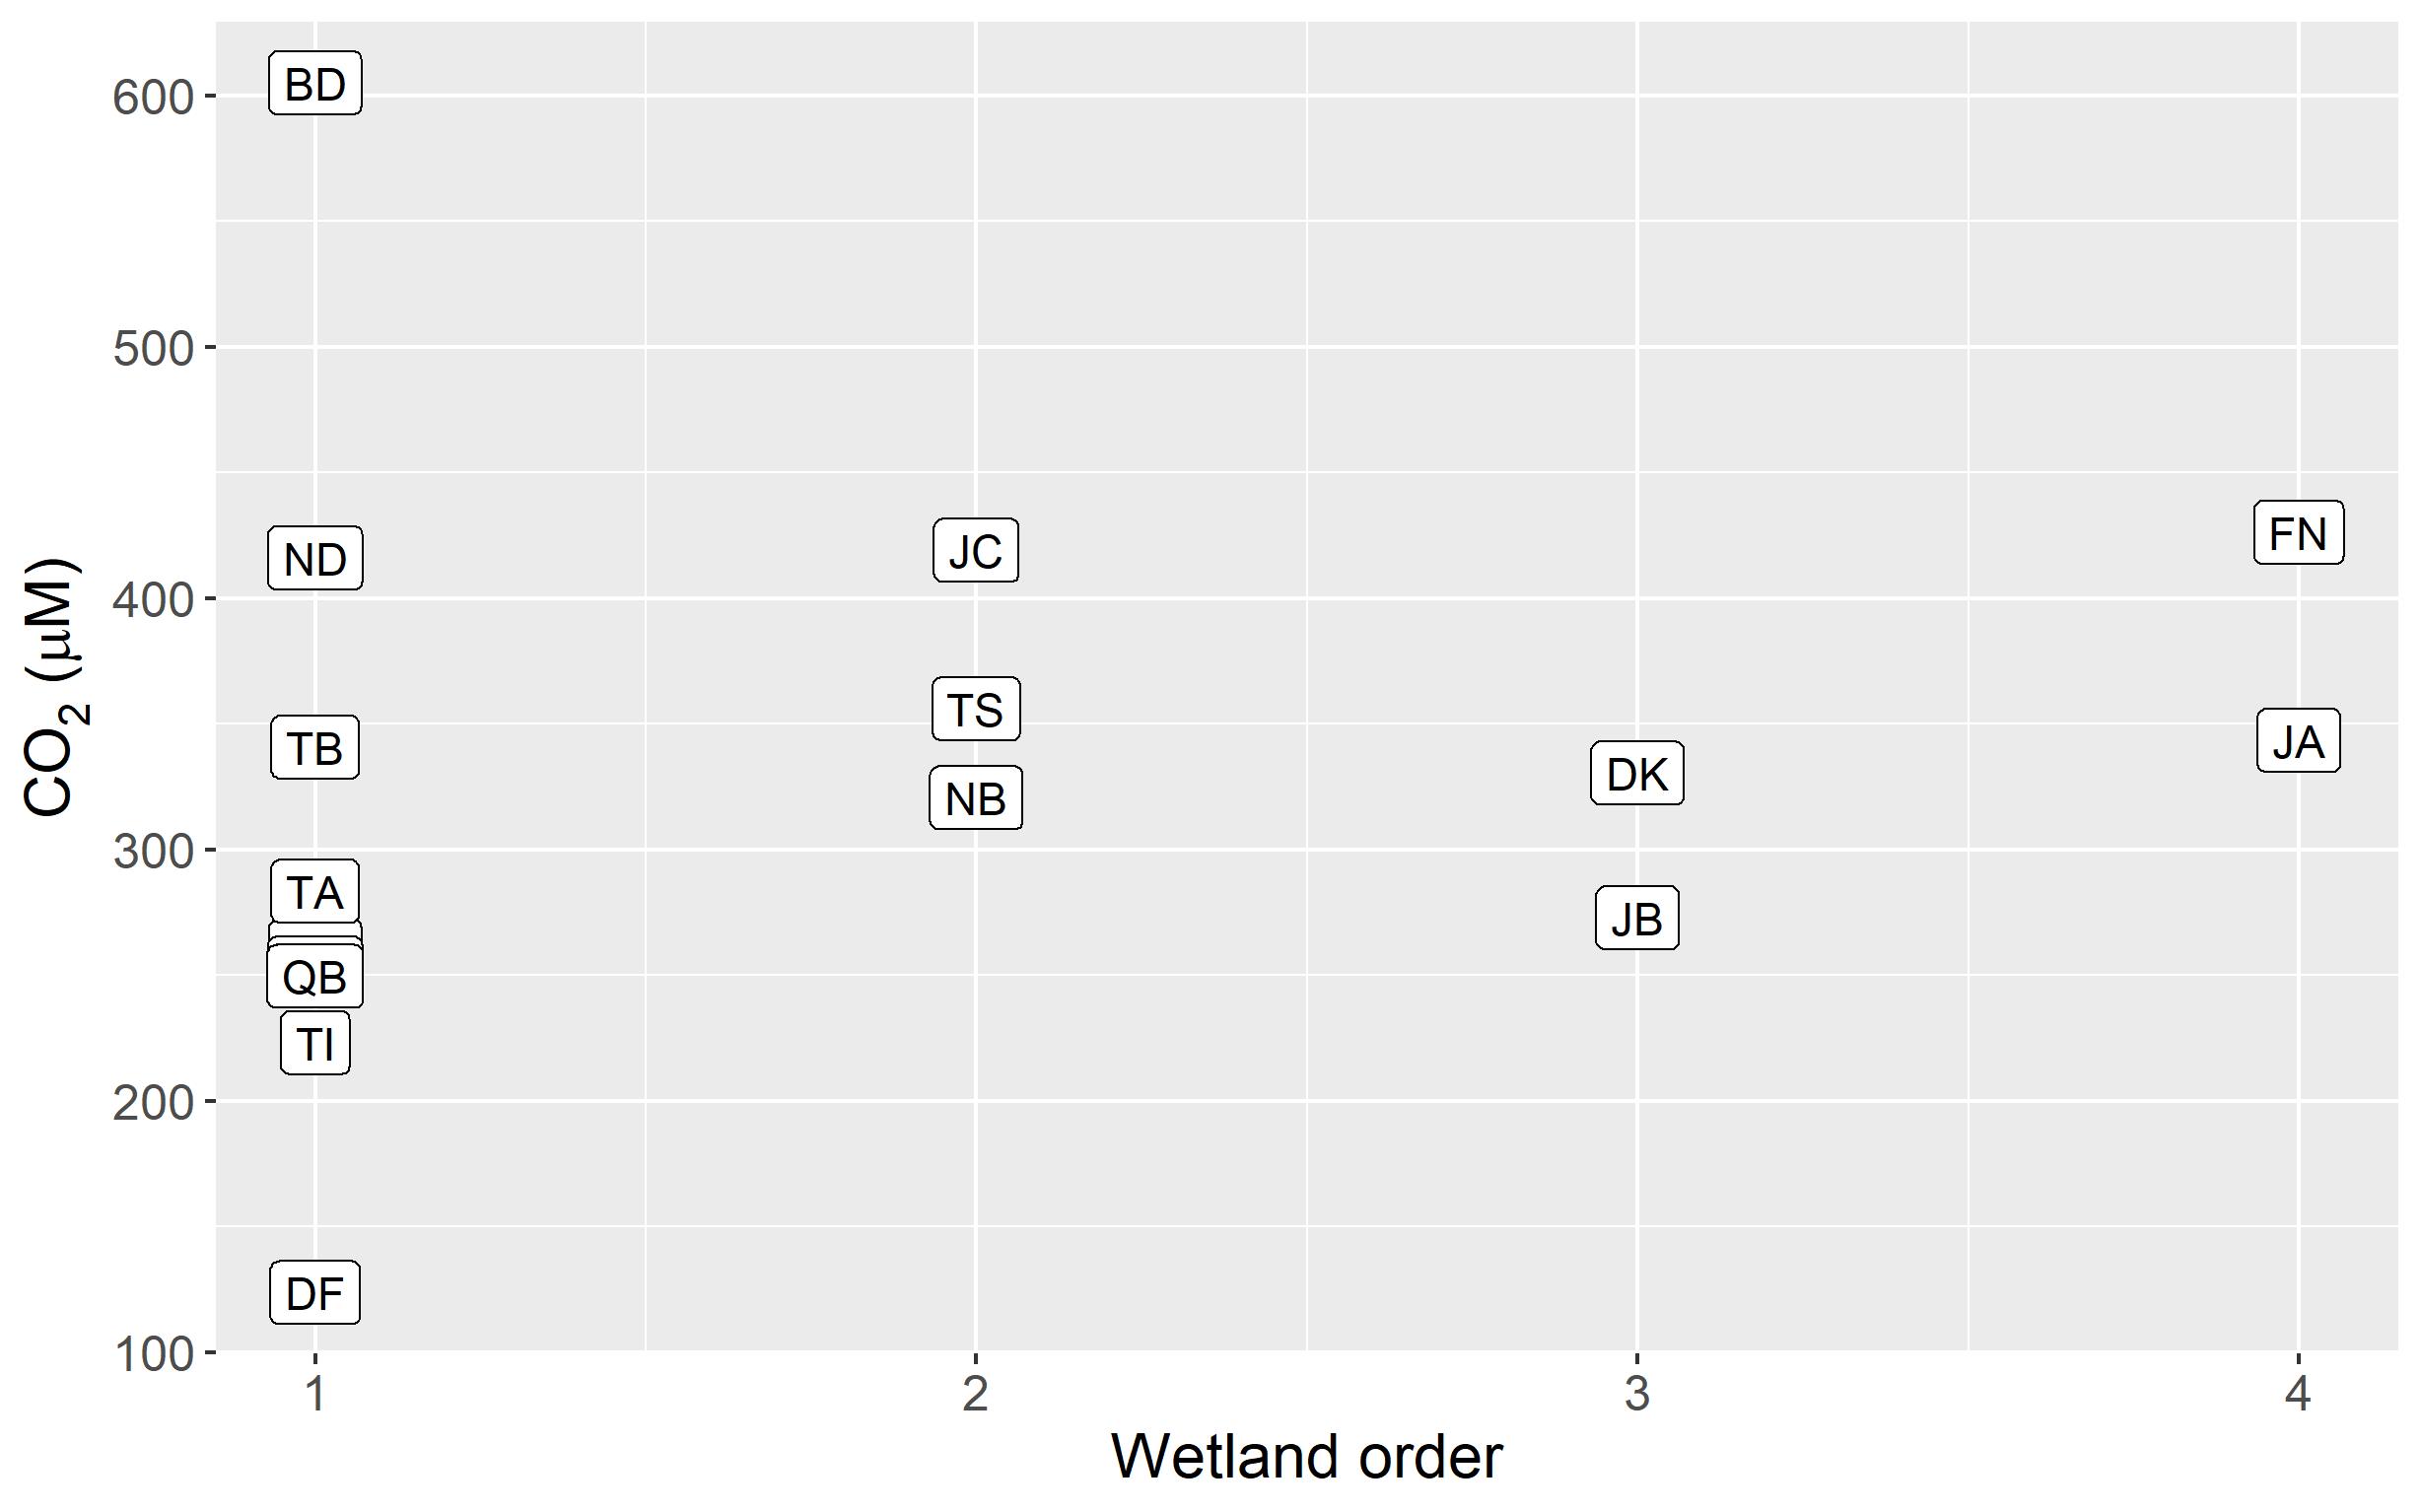 BD
600
500
ND
JC
FN
400
TS
TB
JA
DK
NB
300
TA
JB
QB
TI
200
DF
100
CO2 (μM)
1 2 3 4
Wetland order